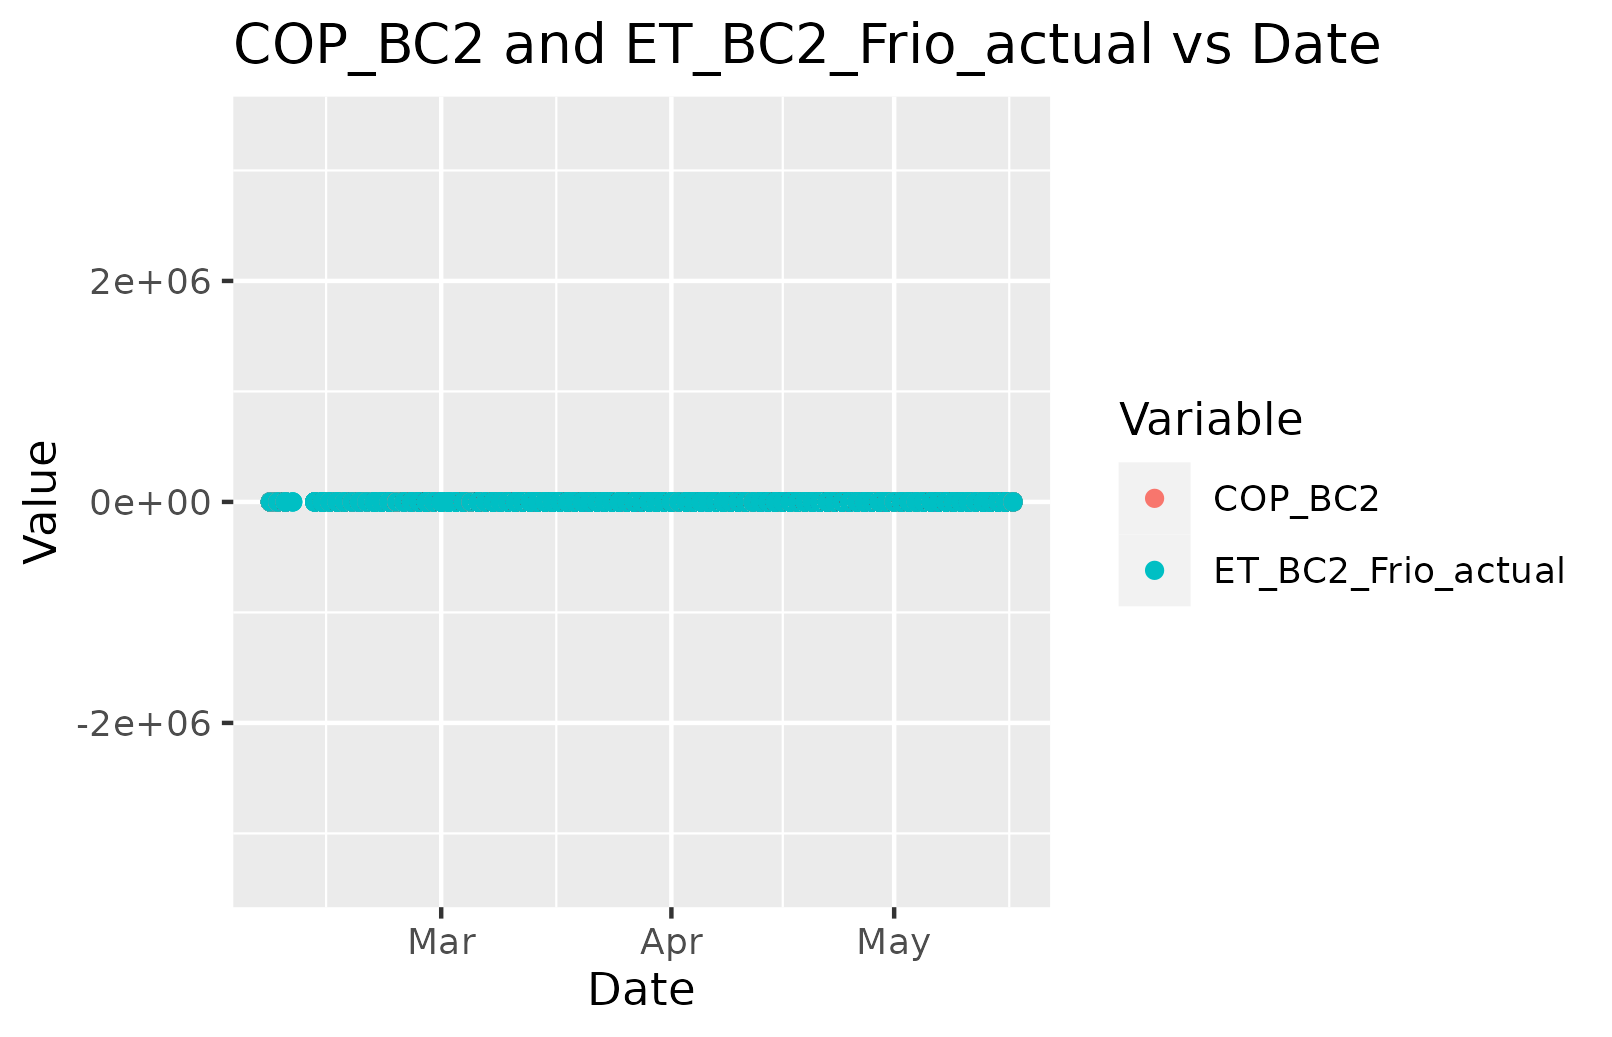 COP_BC2 and ET_BC2_Frio_actual vs Date
2e+06
0e+00
-2e+06
Value
Mar
Apr
May
Date
Variable
COP_BC2
ET_BC2_Frio_actual